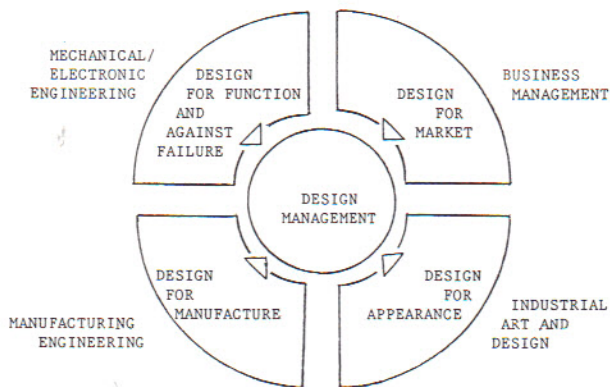 MECHANICAL/
ELECTRONIC
ENGINEERING
DESIGN
FOR FUNCTION
AND
AGAINST
FAILURE
DESIGN
FOR
MARKET
BUSINESS
MANAGEMENT
DESIGN
MANAGEMENT
DESIGN
FOR
MANUFACTURE
MANUFACTURING
ENGINEERING
DESIGN
FOR
APPEARANCE
INDUSTRIAL
ART AND
DESIGN